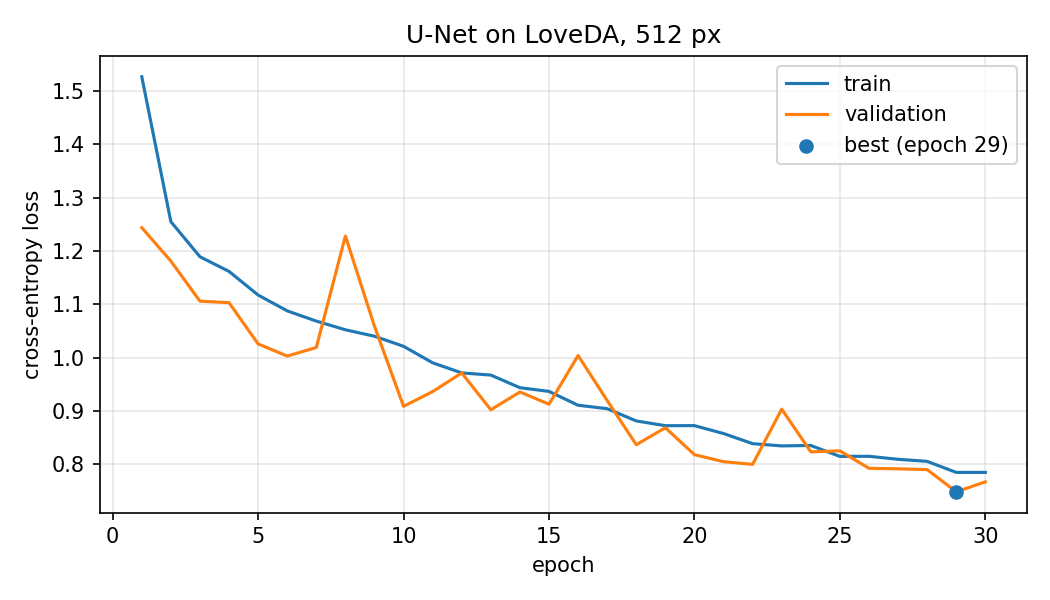 U-Net on LoveDA, 512 px
train
validation
best (epoch 29)
cross-entropy loss
1.5
1.4
1.3
1.2
1.1
1.0
0.9
0.8
0
5
10
15
20
25
30
epoch